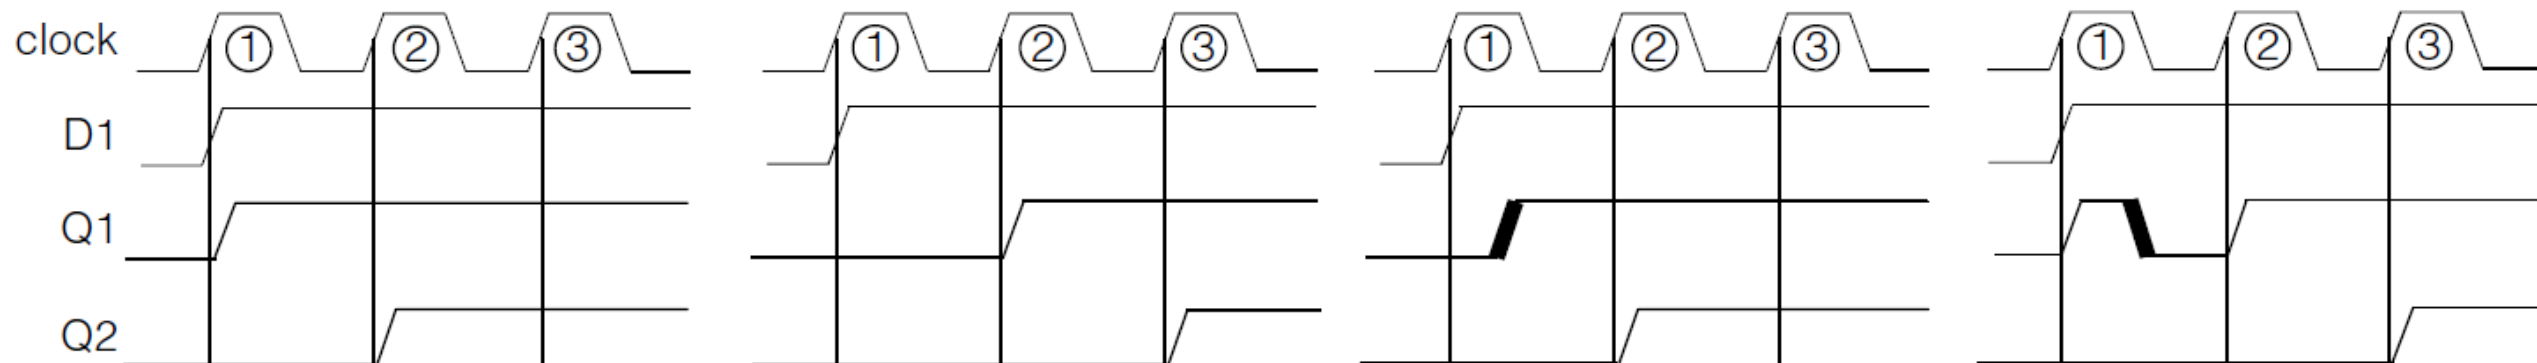 clock ① ② ③ ① ② ③ ① ② ③ ① ② ③
D1
Q1
Q2